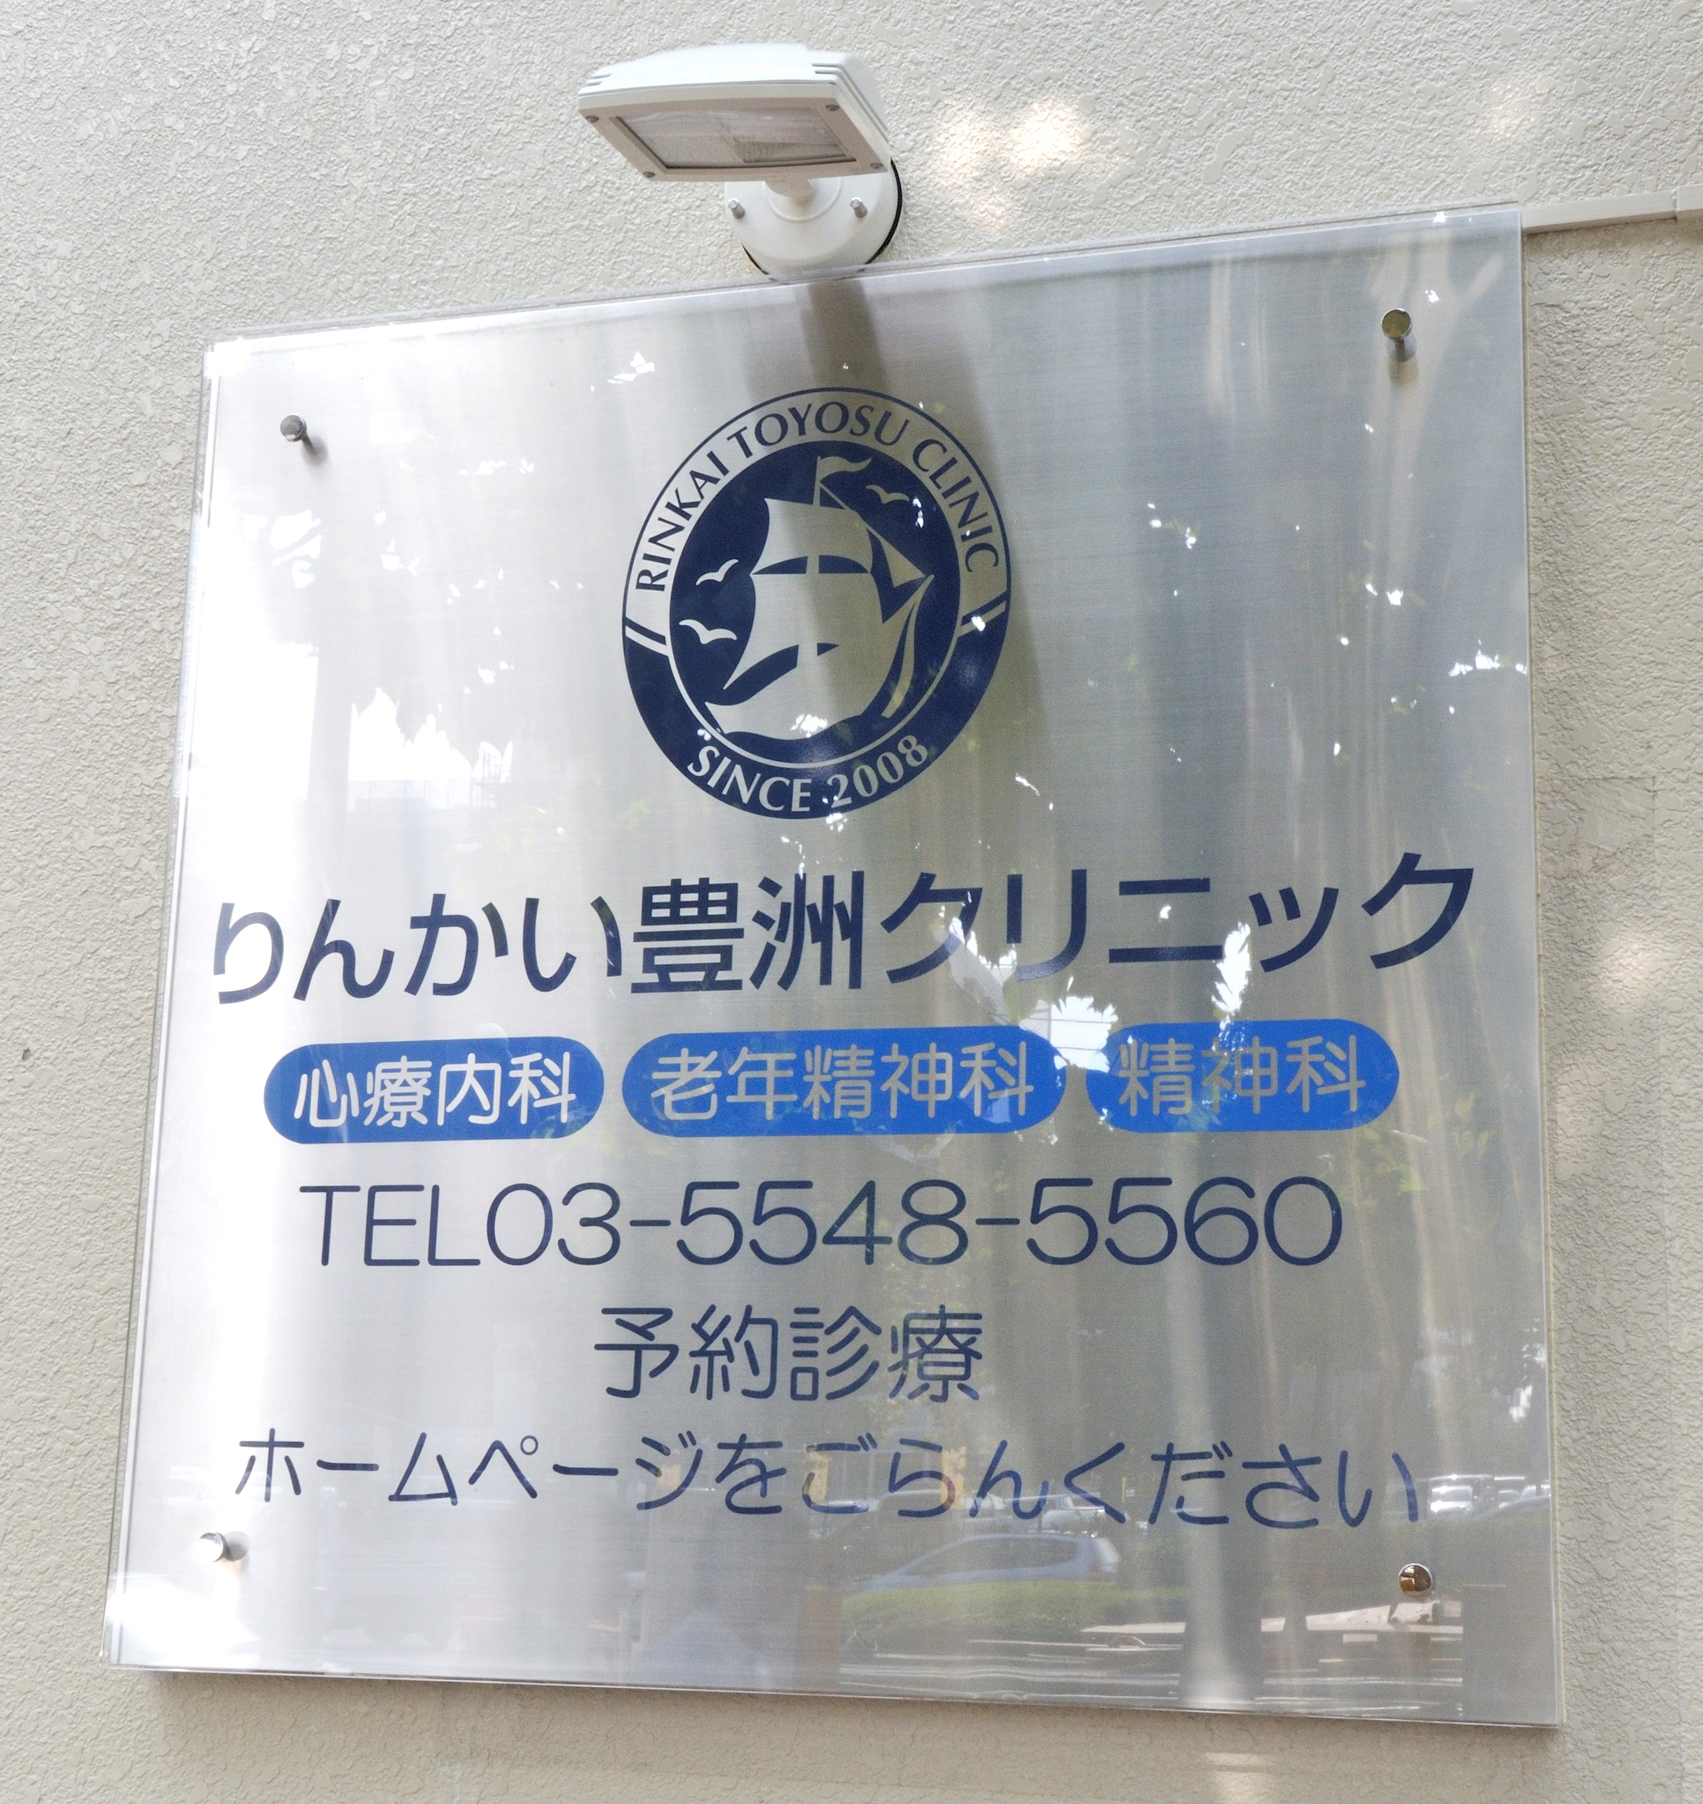 RINKAI TOYOSU CLINIC
SINCE 2008
りんかい豊洲クリニック
心療内科 老年精神科 精神科
TEL03-5548-5560
予約診療
ホームページをごらんください